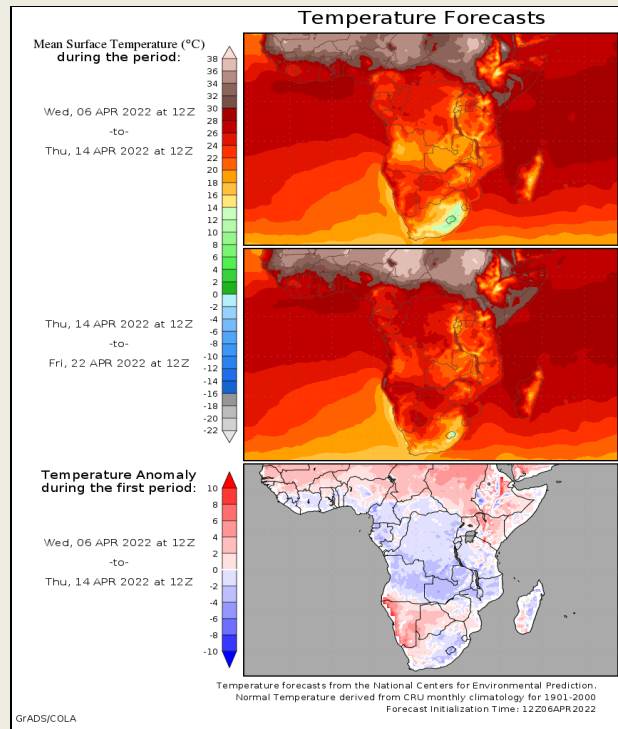 Temperature Forecasts
Mean Surface Temperature (°C)
during the period:
Wed, 06 APR 2022 at 12Z
-to-
Thu, 14 APR 2022 at 12Z
38
36
34
32
30
28
26
24
22
20
18
16
14
12
10
8
6
4
2
0
-2
-4
-6
-8
-10
-12
-14
-16
-18
-20
-22
Thu, 14 APR 2022 at 12Z
-to-
Fri, 22 APR 2022 at 12Z
Temperature Anomaly
during the first period:
Wed, 06 APR 2022 at 12Z
-to-
Thu, 14 APR 2022 at 12Z
10
8
6
4
2
0
-2
-4
-6
-8
-10
Temperature forecasts from the National Centers for Environmental Prediction.
Normal Temperature derived from CRU monthly climatology for 1901-2000
Forecast Initialization Time: 12Z06APR2022
GrADS/COLA